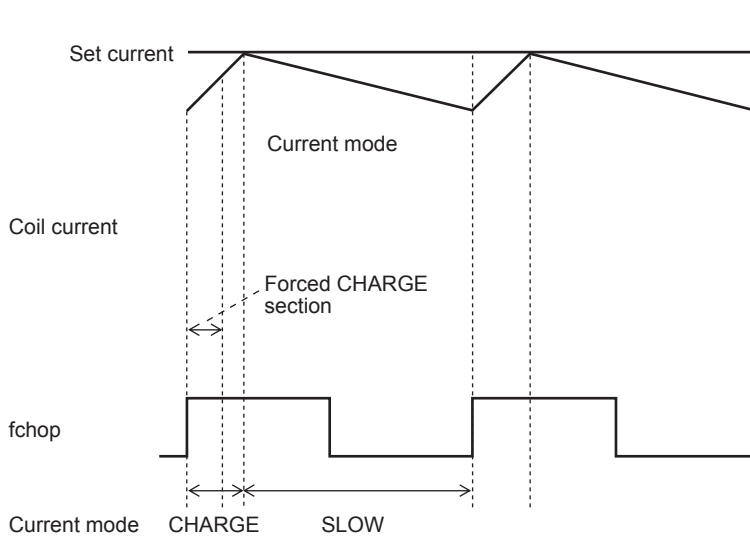 Set current
Current mode
Coil current
Forced CHARGE
section
fchop
Current mode CHARGE SLOW